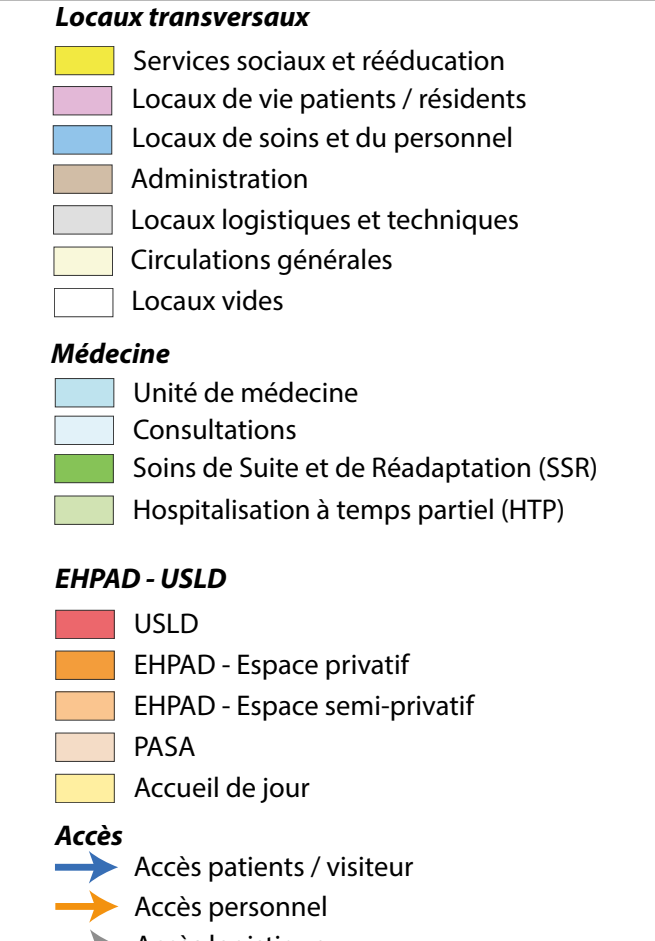 Locaux transversaux
Services sociaux et rééducation
Locaux de vie patients / résidents
Locaux de soins et du personnel
Administration
Locaux logistiques et techniques
Circulations générales
Locaux vides
Médecine
Unité de médecine
Consultations
Soins de Suite et de Réadaptation (SSR)
Hospitalisation à temps partiel (HTP)
EHPAD - USLD
USLD
EHPAD - Espace privatif
EHPAD - Espace semi-privatif
PASA
Accueil de jour
Accès
Accès patients / visiteur
Accès personnel
Accès logistique